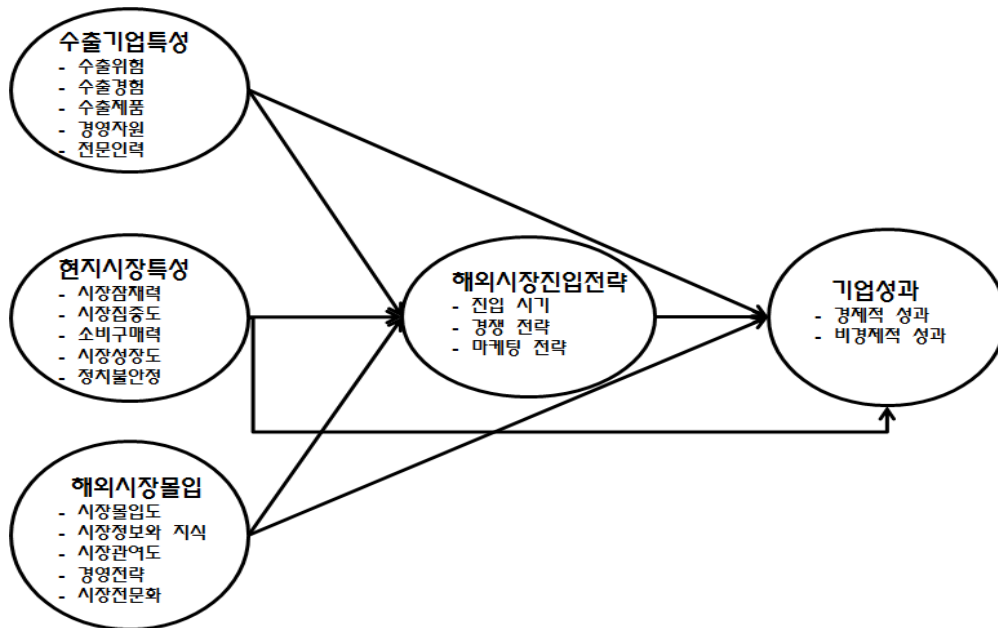 수출기업특성
- 수출위험
- 수출경험
- 수출제품
- 경영자원
- 전문인력
현지시장특성
- 시장잠재력
- 시장집중도
- 소비구매력
- 시장성장도
- 정치불안정
해외시장몰입
- 시장몰입도
- 시장정보와 지식
- 시장관여도
- 경영전략
- 시장전문화
해외시장진입전략
- 진입 시기
- 경쟁 전략
- 마케팅 전략
기업성과
- 경제적 성과
- 비경제적 성과